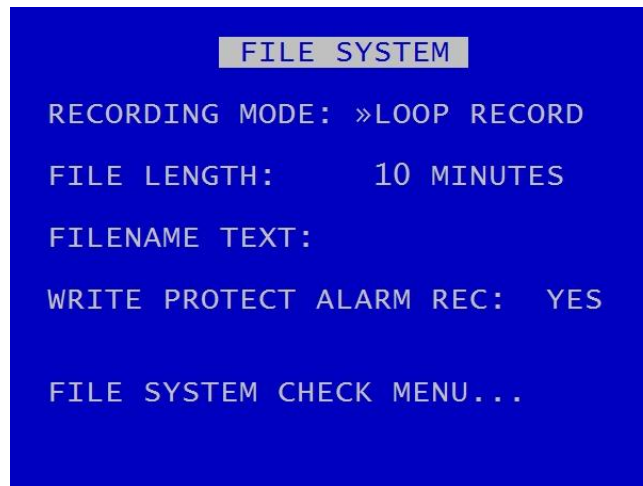 FILE SYSTEM
RECORDING MODE: »LOOP RECORD
FILE LENGTH: 10 MINUTES
FILENAME TEXT:
WRITE PROTECT ALARM REC: YES
FILE SYSTEM CHECK MENU...